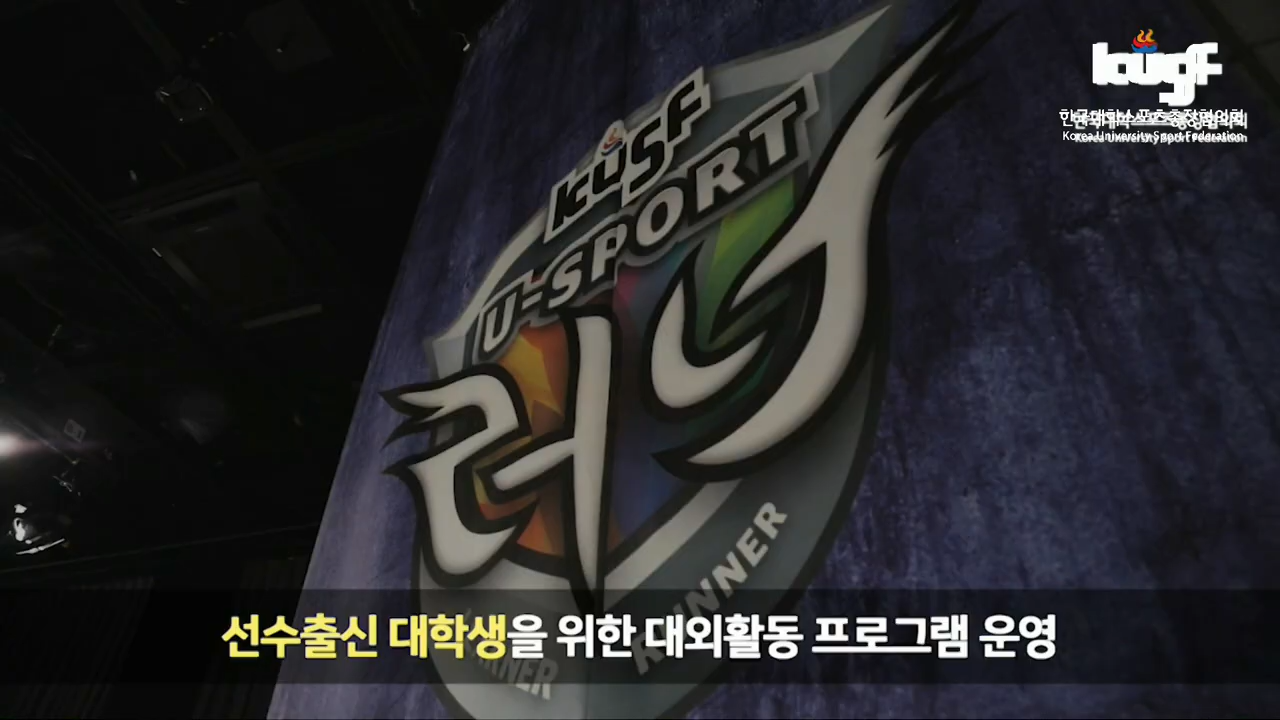 kusf
한국대학스포츠총장협의회
Korea University Sport Federation
KUSF
U-SPORT
러너
RUNNER
선수출신 대학생을 위한 대외활동 프로그램 운영